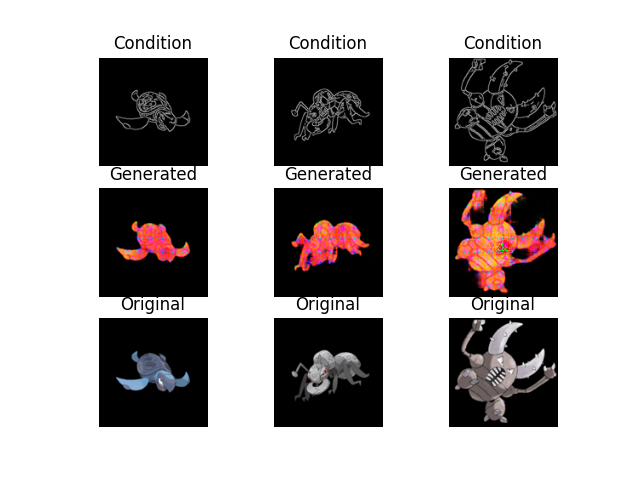 Condition Condition Condition
Generated Generated Generated
Original Original Original